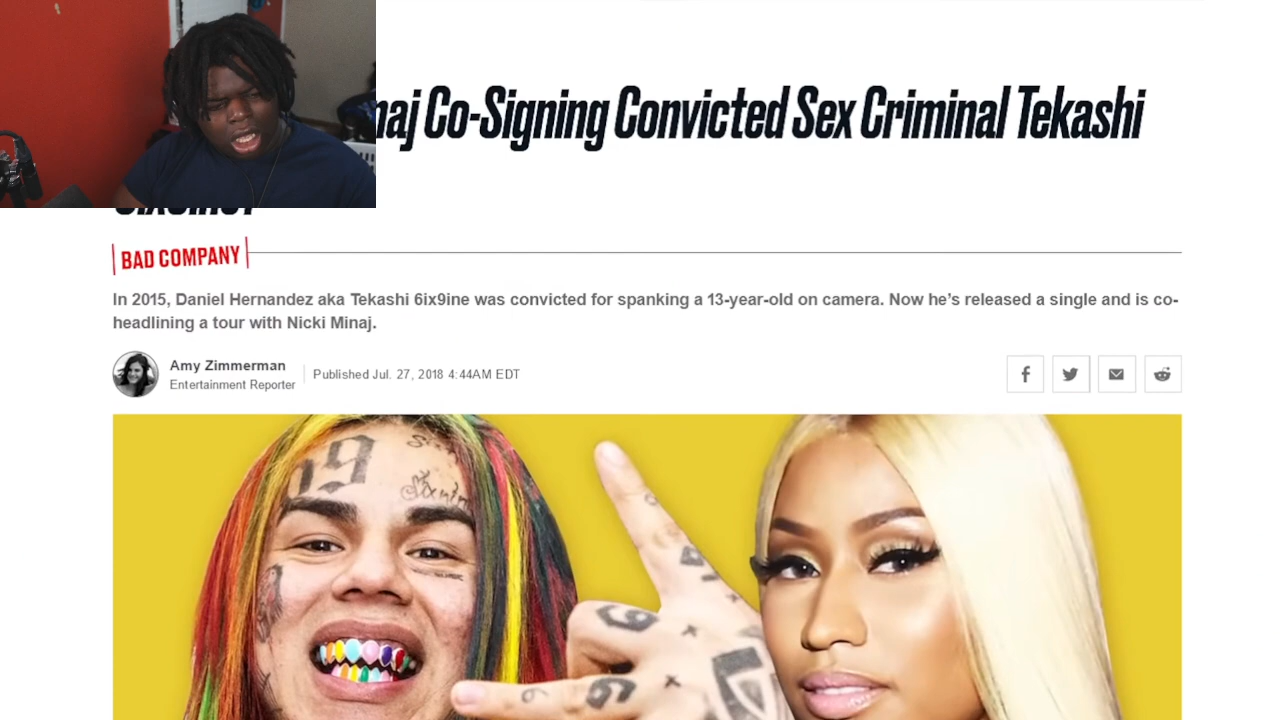 naj Co-Signing Convicted Sex Criminal Tekashi
BAD COMPANY
In 2015, Daniel Hernandez aka Tekashi 6ix9ine was convicted for spanking a 13-year-old on camera. Now he’s released a single and is co-
headlining a tour with Nicki Minaj.
Amy Zimmerman
Entertainment Reporter
Published Jul. 27, 2018 4:44AM EDT
69